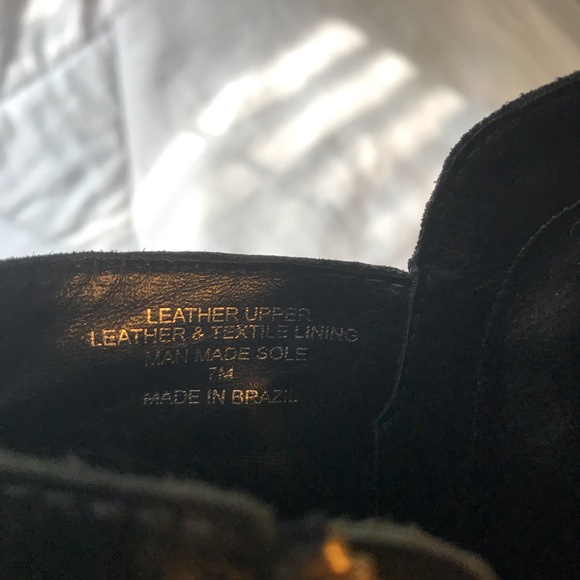 LEATHER UPPER
LEATHER & TEXTILE LINING
MAN MADE SOLE
7M
MADE IN BRAZIL